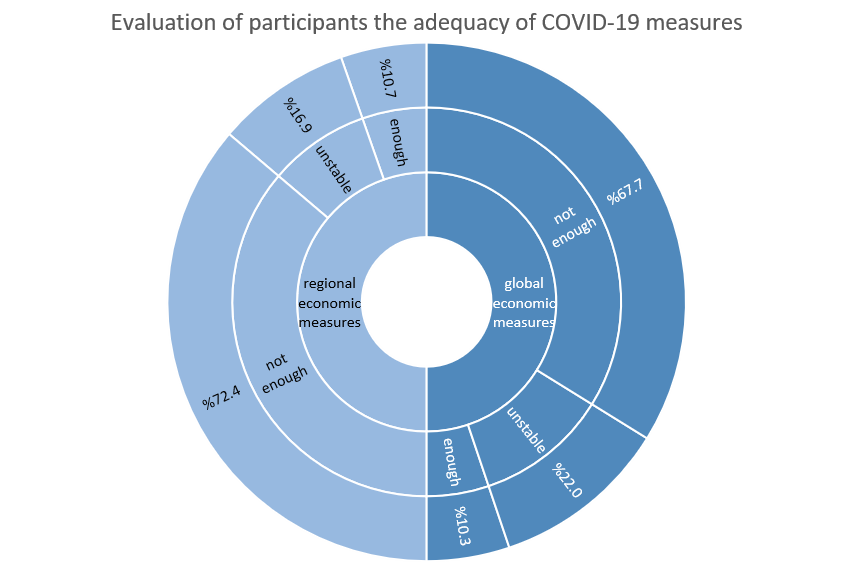 Evaluation of participants the adequacy of COVID-19 measures
%10.7
%16.9
enough
unstable
%67.7
not
enough
regional
economic
measures
global
economic
measures
not
enough
%72.4
unstable
enough
%22.0
%10.3